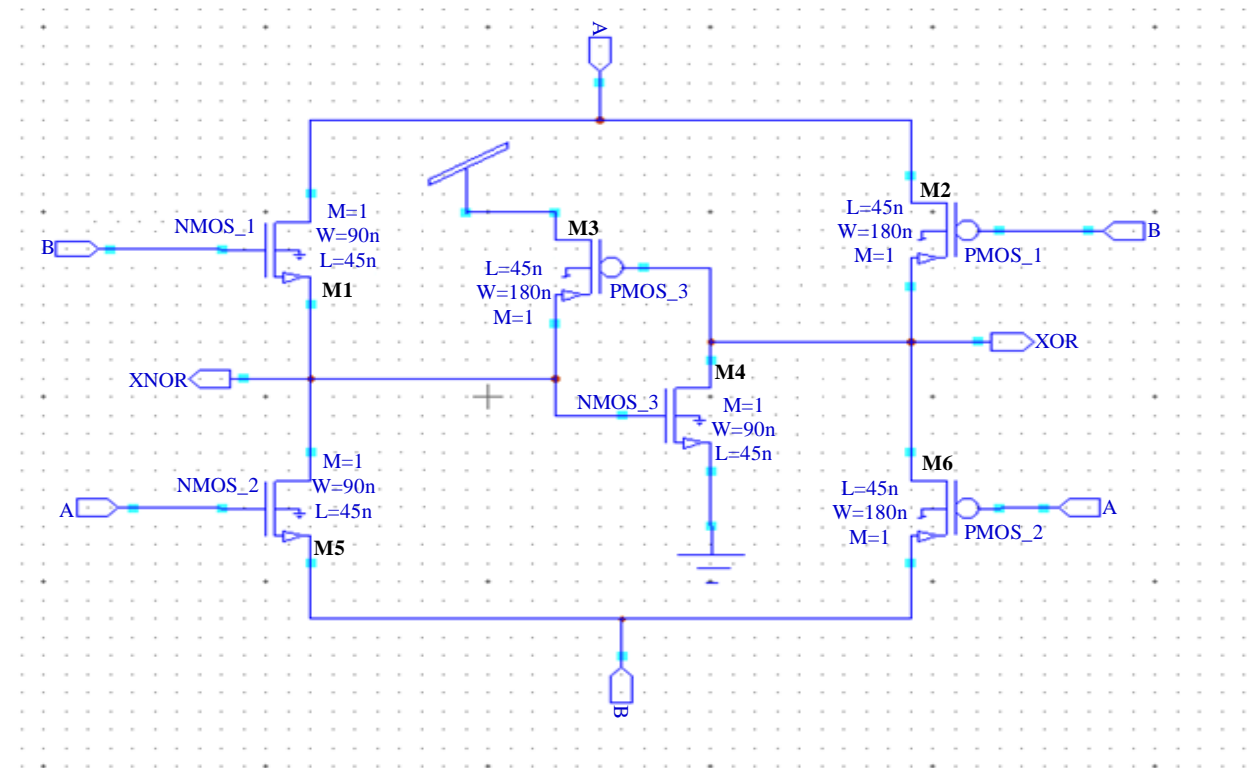 A
M2
L=45n
W=180n
M=1
PMOS_1
B
NMOS_1
M=1
W=90n
L=45n
M1
B
M3
L=45n
W=180n
M=1
PMOS_3
XOR
XNOR
M4
NMOS_3
M=1
W=90n
L=45n
M=1
NMOS_2
W=90n
L=45n
A
M5
M6
L=45n
W=180n
M=1
PMOS_2
A
B